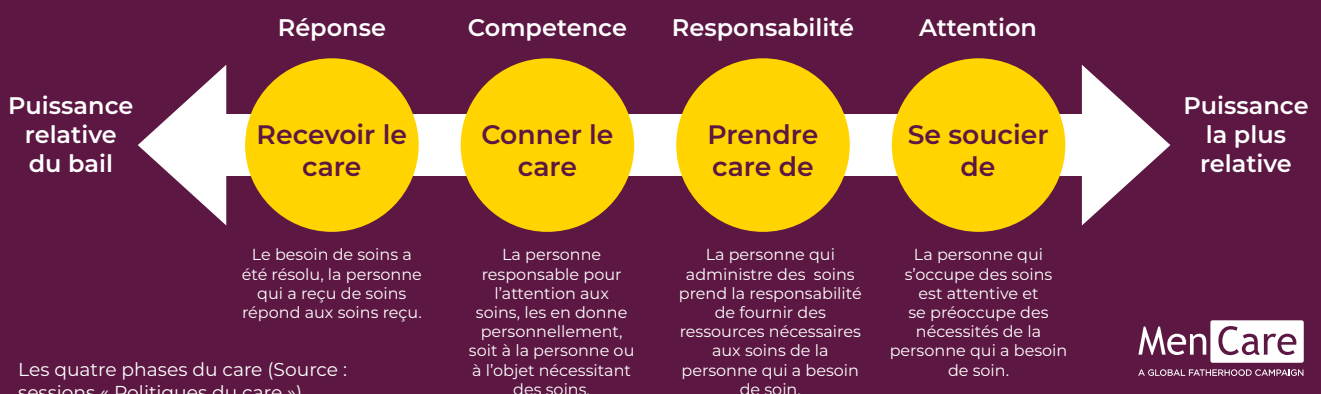 Réponse
Competence
Responsabilité
Attention
Puissance
relative
du bail
Recevoir le
care
Conner le
care
Prendre
care de
Se soucier
de
Puissance
la plus
relative
Le besoin de soins a
été résolu, la personne
qui a reçu de soins
répond aux soins reçu.
La personne
responsable pour
l'attention aux
soins, les en donne
personnellement,
soit à la personne ou
à l'objet nécessitant
des soins.
La personne qui
administre des soins
prend la responsabilité
de fournir des
ressources nécessaires
aux soins de la
personne qui a besoin
de soin.
La personne qui
s'occupe des soins
est attentive et
se préoccupe des
nécessités de la
personne qui a besoin
de soin.
Les quatre phases du care (Source :
sessions « Politiques du care »)
MenCare
A GLOBAL FATHERHOOD CAMPAIGN